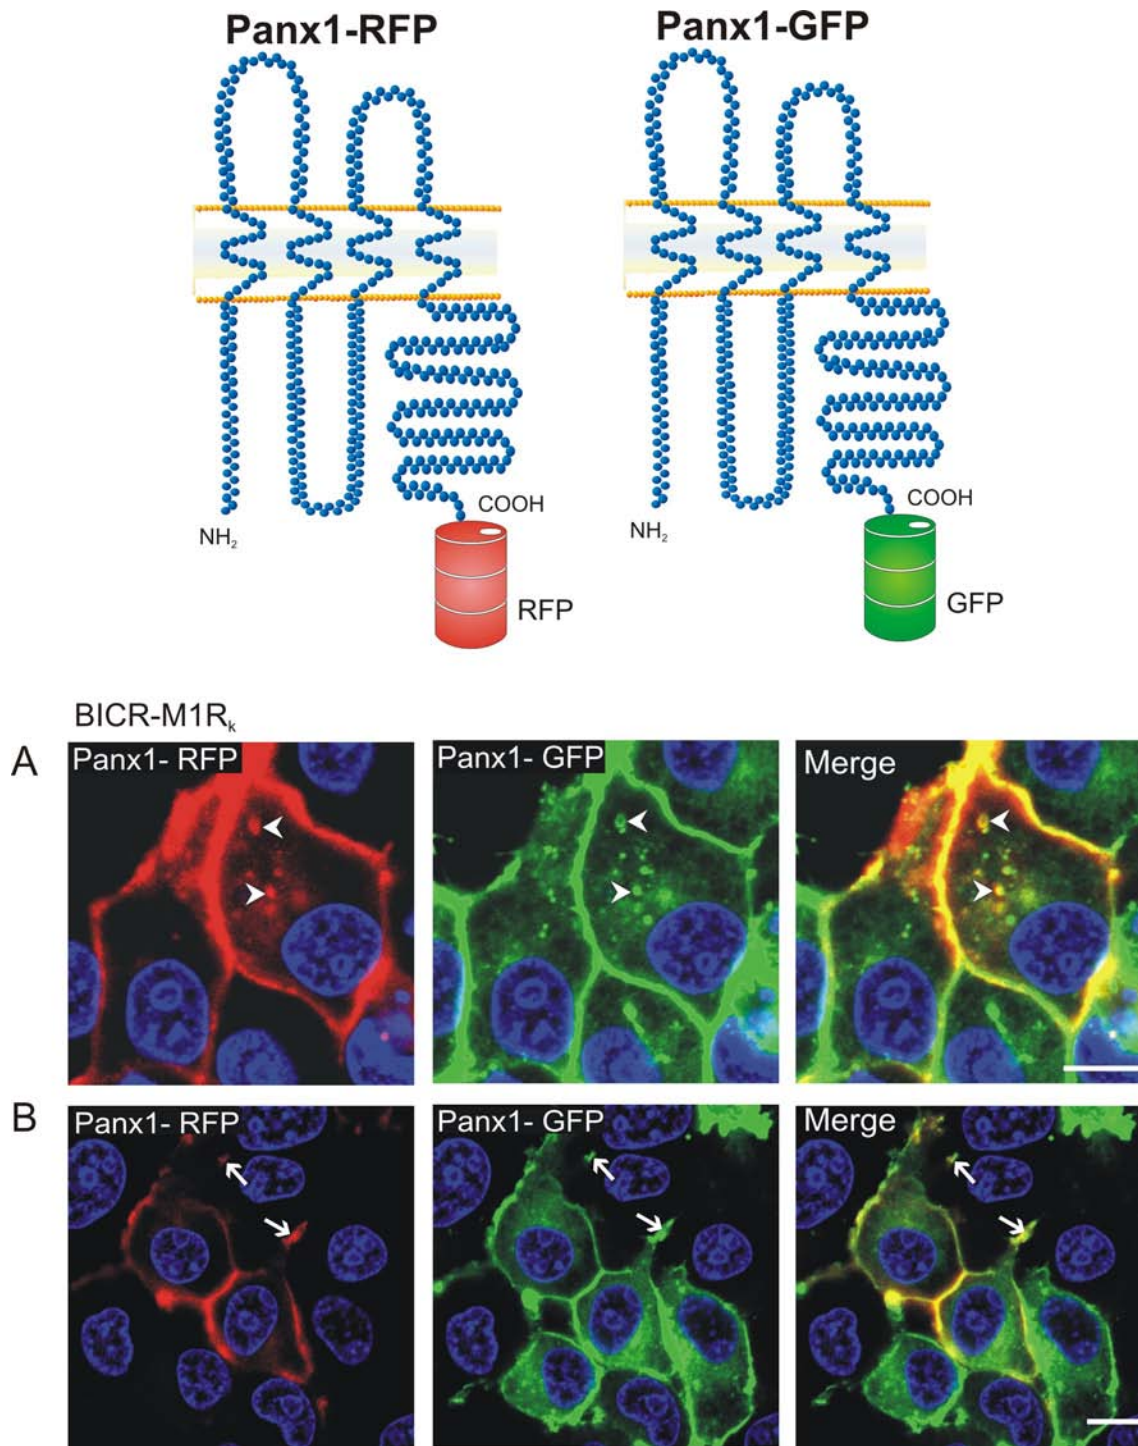 Panx1-RFP Panx1-GFP
NH₂ COOH NH₂ COOH
RFP GFP
BICR-M1Rₖ
A Panx1- RFP Panx1- GFP Merge
B Panx1- RFP Panx1- GFP Merge